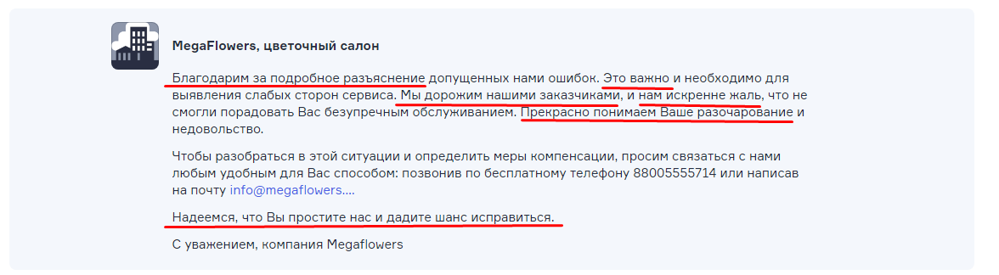 MegaFlowers, цветочный салон
Благодарим за подробное разъяснение допущенных нами ошибок. Это важно и необходимо для
выявления слабых сторон сервиса. Мы дорожим нашими заказчиками, и нам искренне жаль, что не
смогли порадовать Вас безупречным обслуживанием. Прекрасно понимаем Ваше разочарование и
недовольство.
Чтобы разобраться в этой ситуации и определить меры компенсации, просим связаться с нами
любым удобным для Вас способом: позвонив по бесплатному телефону 88005555714 или написав
на почту info@megaflowers....
Надеемся, что Вы простите нас и дадите шанс исправиться.
С уважением, компания Megaflowers